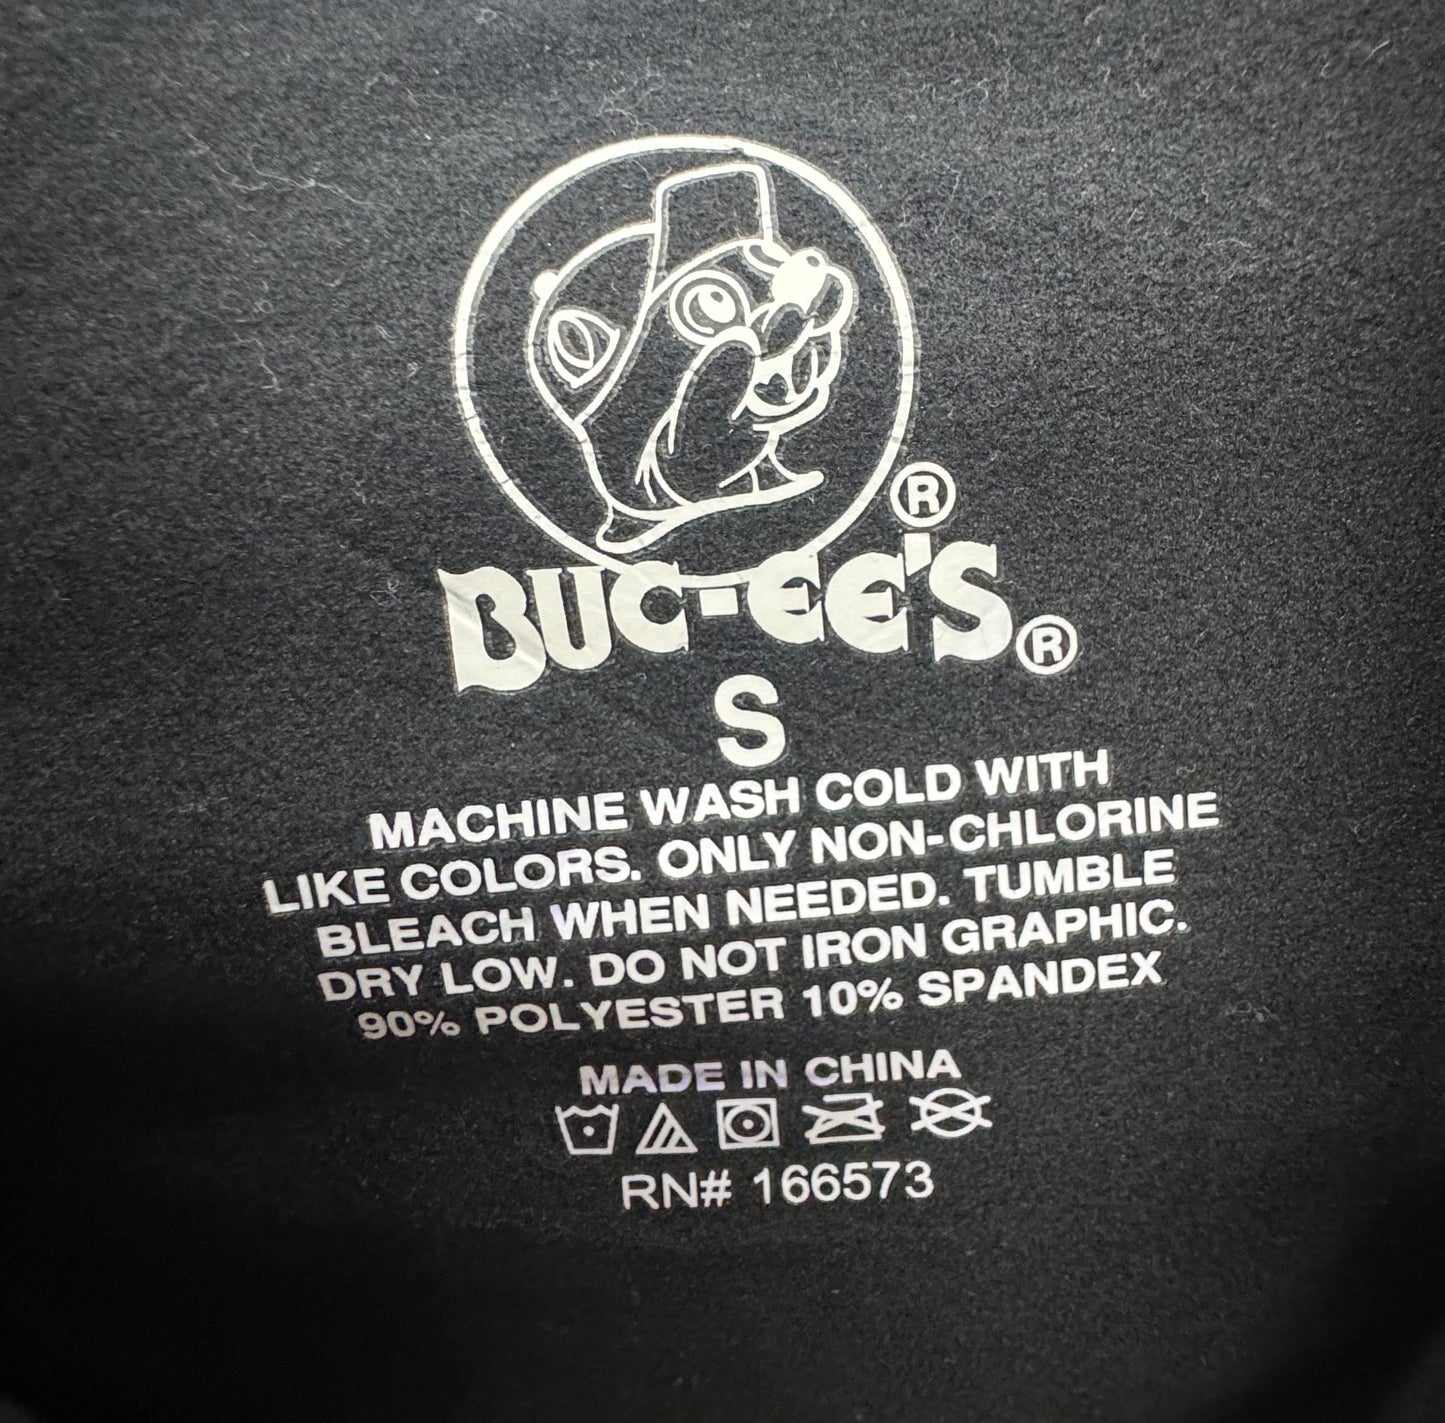 ®
BUC-EE'S®
S
MACHINE WASH COLD WITH
LIKE COLORS. ONLY NON-CHLORINE
BLEACH WHEN NEEDED. TUMBLE
DRY LOW. DO NOT IRON GRAPHIC.
90% POLYESTER 10% SPANDEX
MADE IN CHINA
RN# 166573